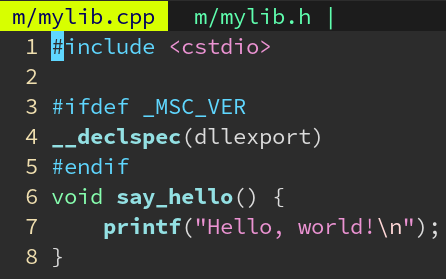 m/mylib.cpp m/mylib.h |
1 #include <cstdio>
2
3 #ifdef _MSC_VER
4 __declspec(dllexport)
5 #endif
6 void say_hello() {
7     printf("Hello, world!\n");
8 }